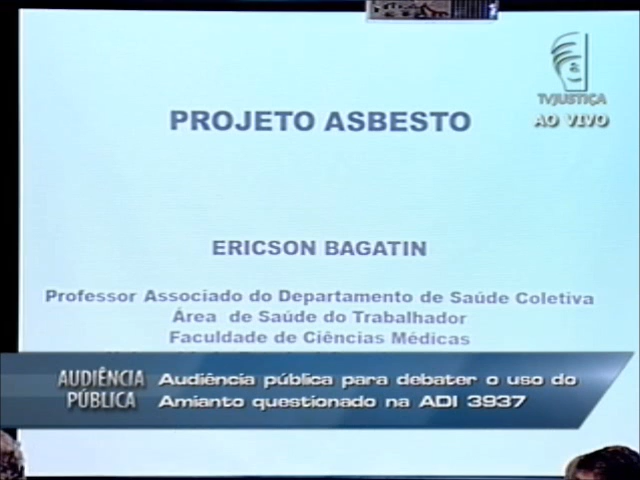 TVJUSTIÇA
AO VIVO
PROJETO ASBESTO
ERICSON BAGATIN
Professor Associado do Departamento de Saúde Coletiva
Área de Saúde do Trabalhador
Faculdade de Ciências Médicas
AUDIÊNCIA
PÚBLICA
Audiência pública para debater o uso do
Amianto questionado na ADI 3937